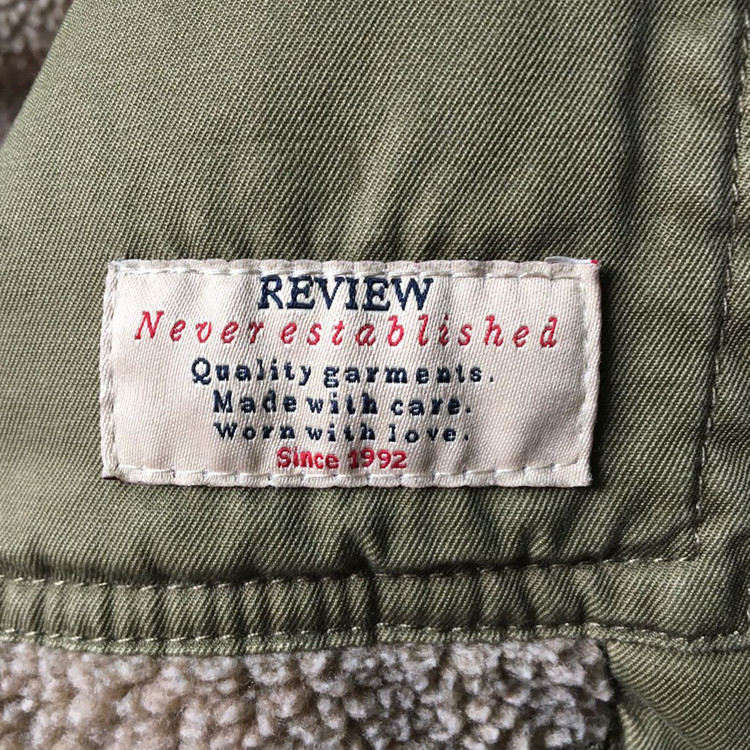 REVIEW
Never established
Quality garments.
Made with care.
Worn with love.
Since 1992